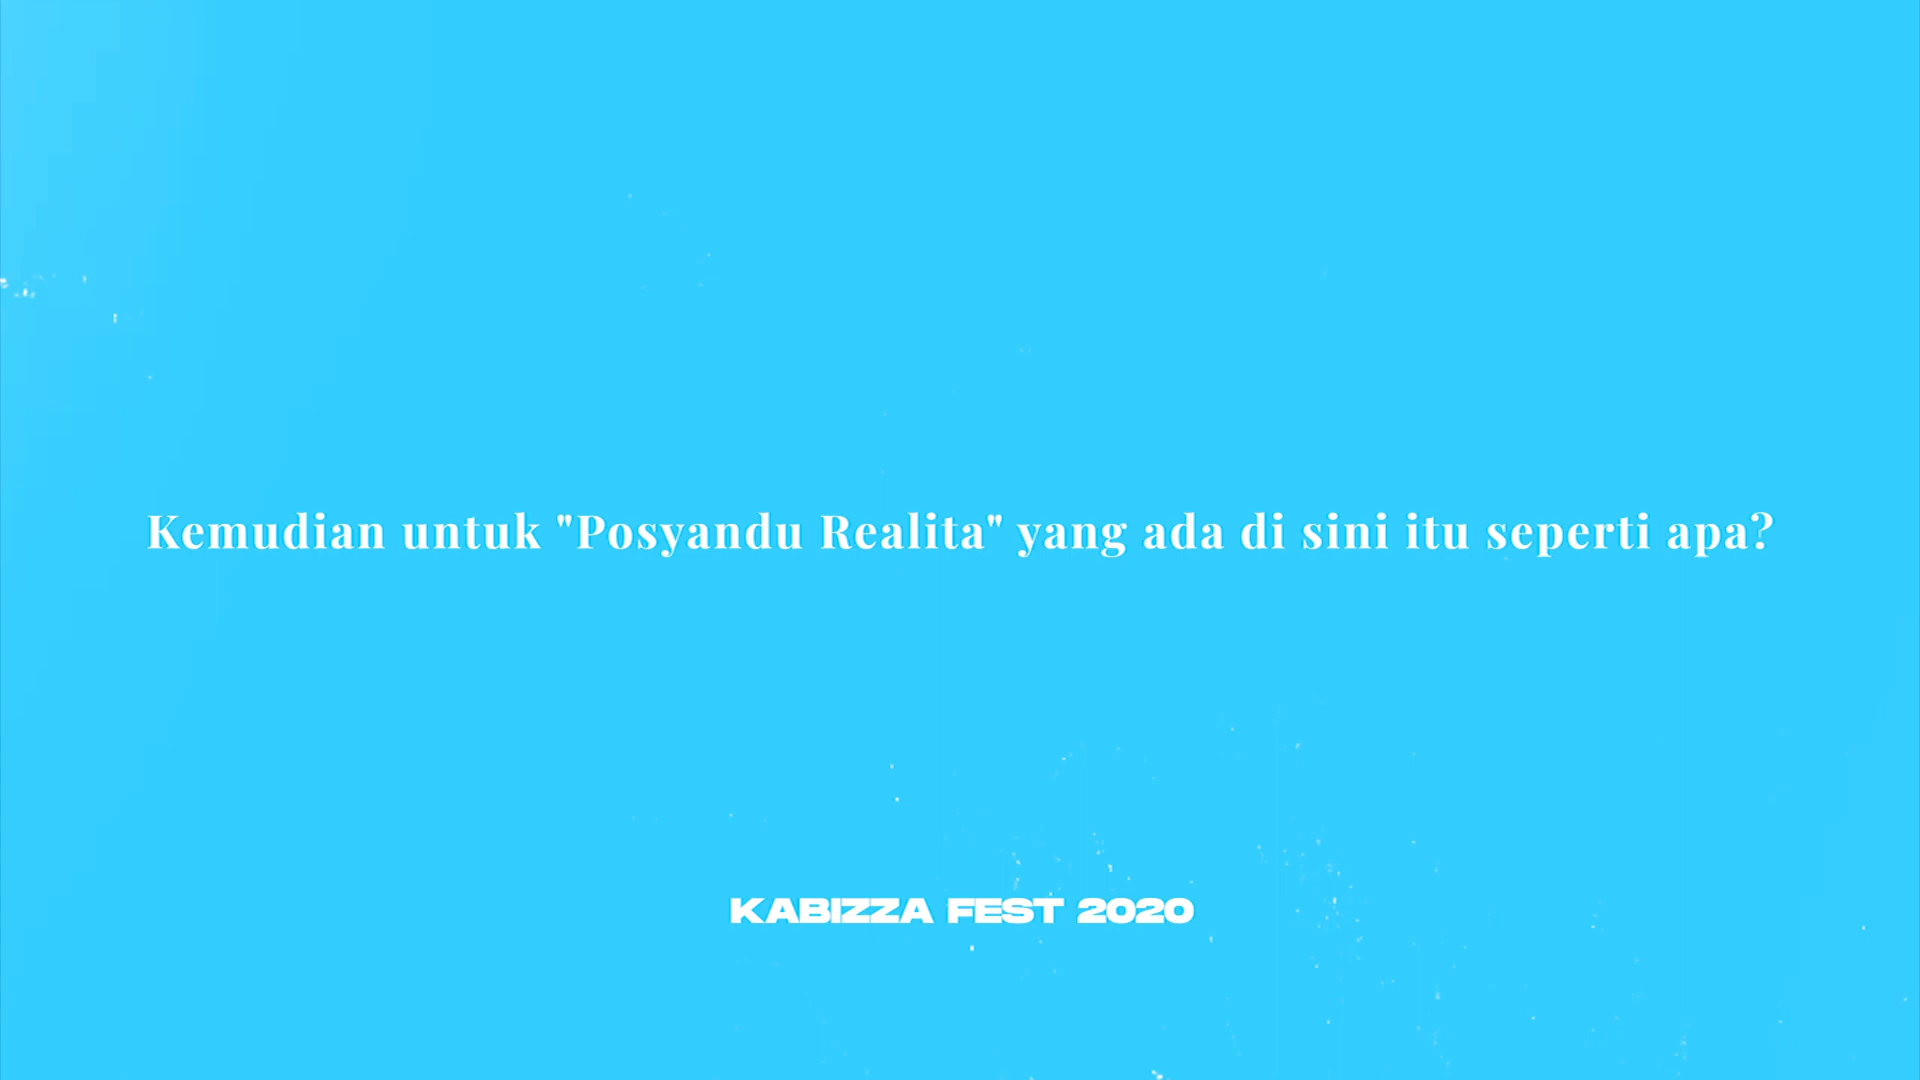 Kemudian untuk "Posyandu Realita" yang ada di sini itu seperti apa?
KABIZZA FEST 2020